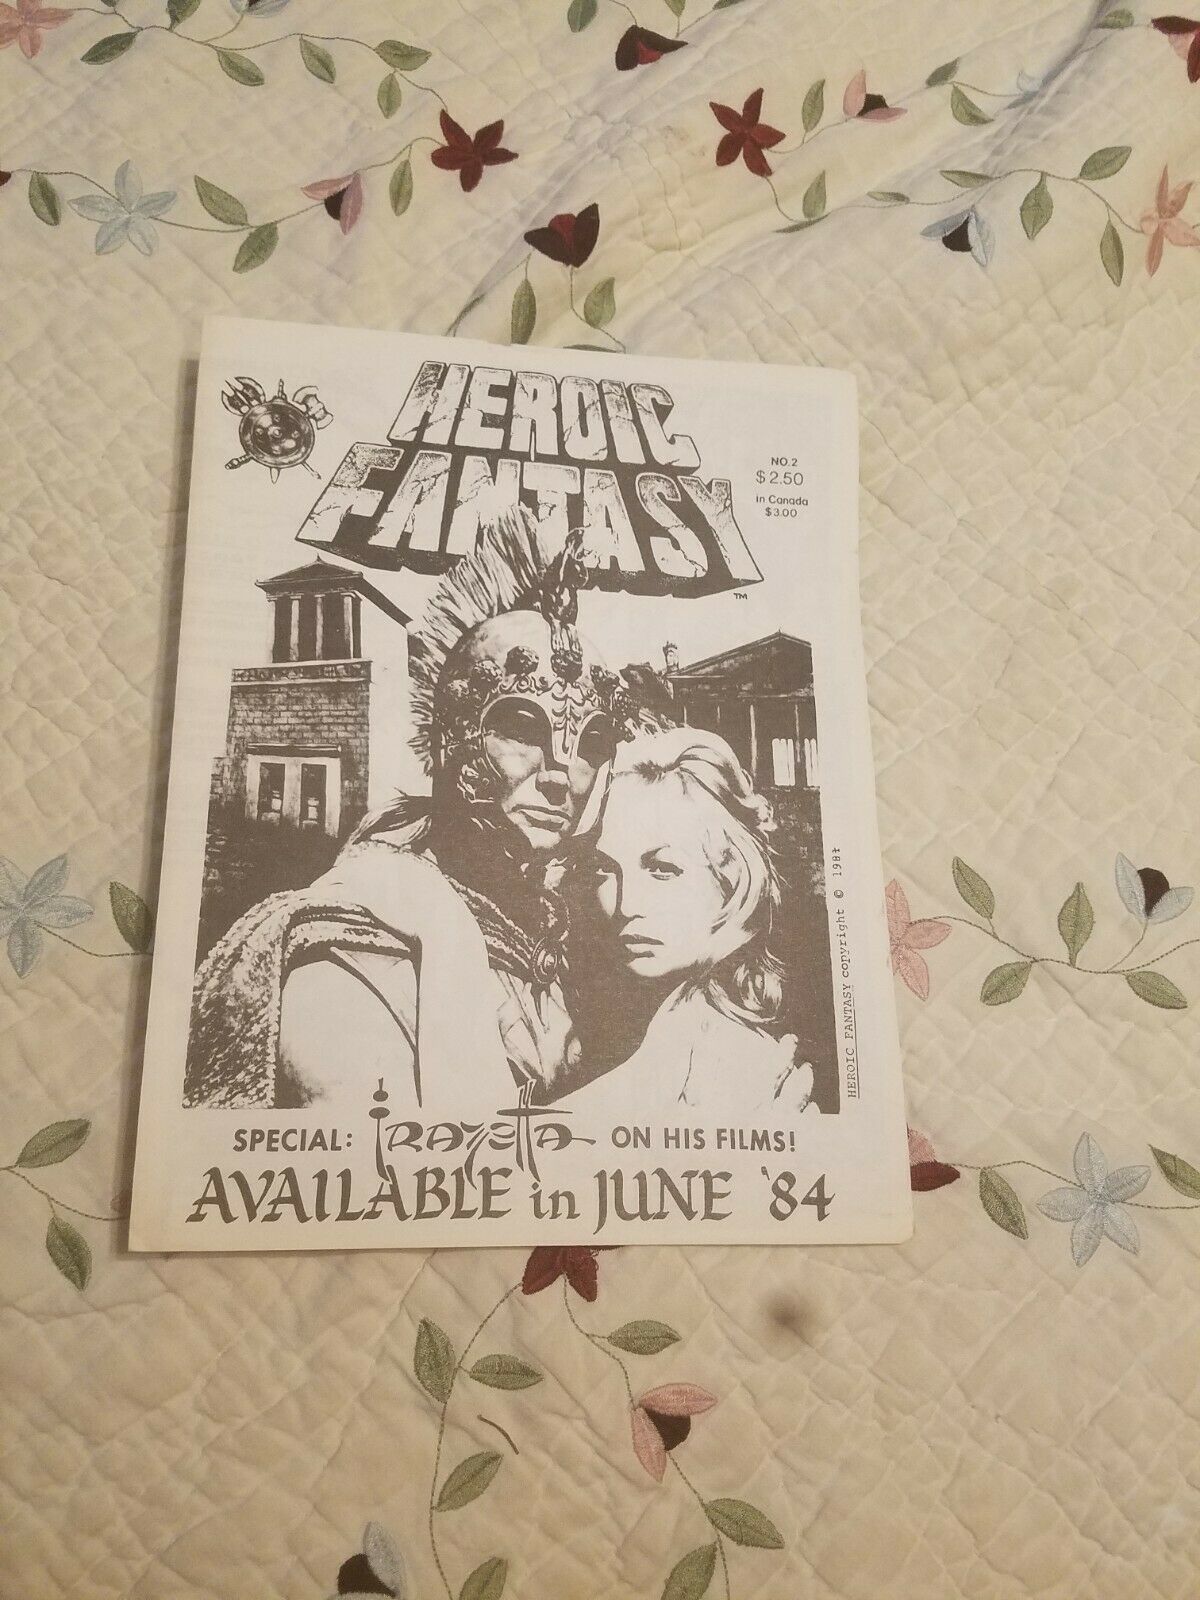 HEROIC
FANTASY
TM
NO.2
$2.50
in Canada
$3.00
HEROIC FANTASY copyright © 1984
SPECIAL: FRAZETTA ON HIS FILMS!
AVAILABLE in JUNE '84